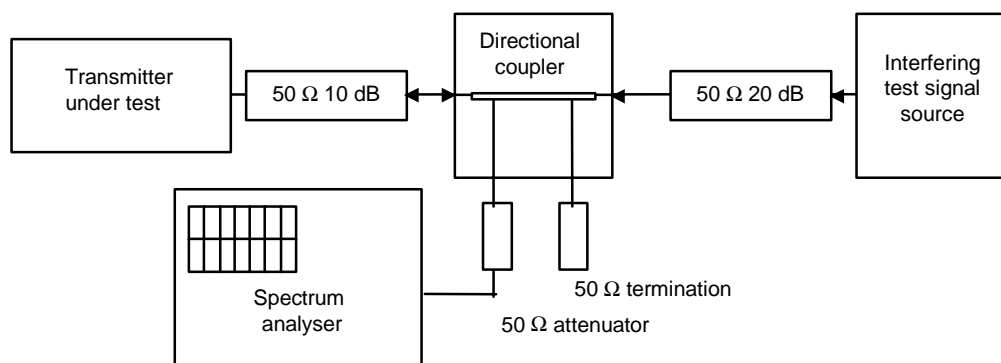 Transmitter
under test
50 Ω 10 dB
Directional
coupler
50 Ω 20 dB
Interfering
test signal
source
Spectrum
analyser
50 Ω termination
50 Ω attenuator